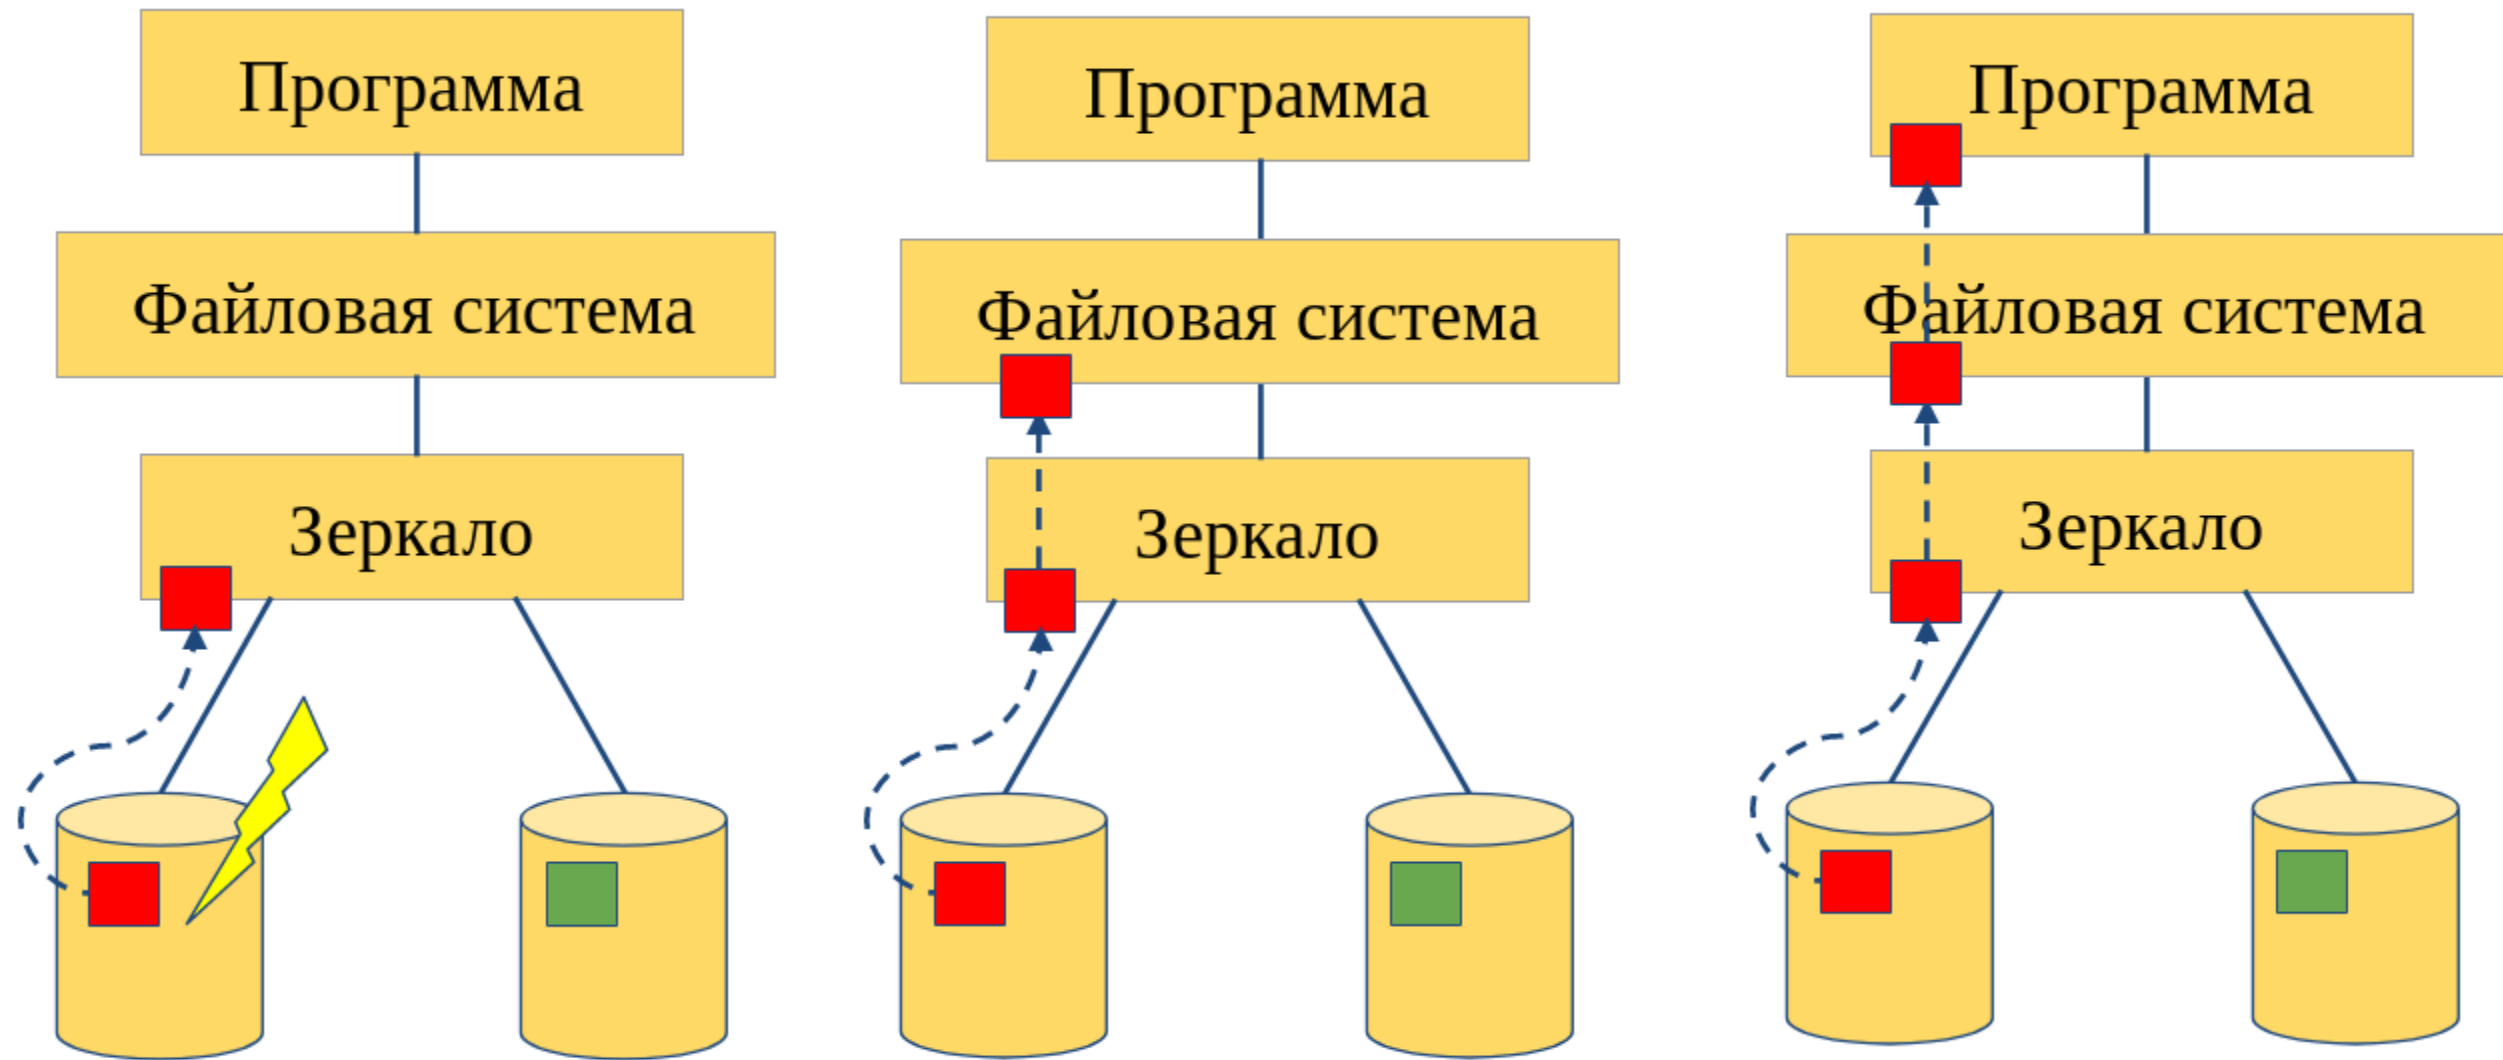 Программа
Программа
Программа
Файловая система
Файловая система
Файловая система
Зеркало
Зеркало
Зеркало